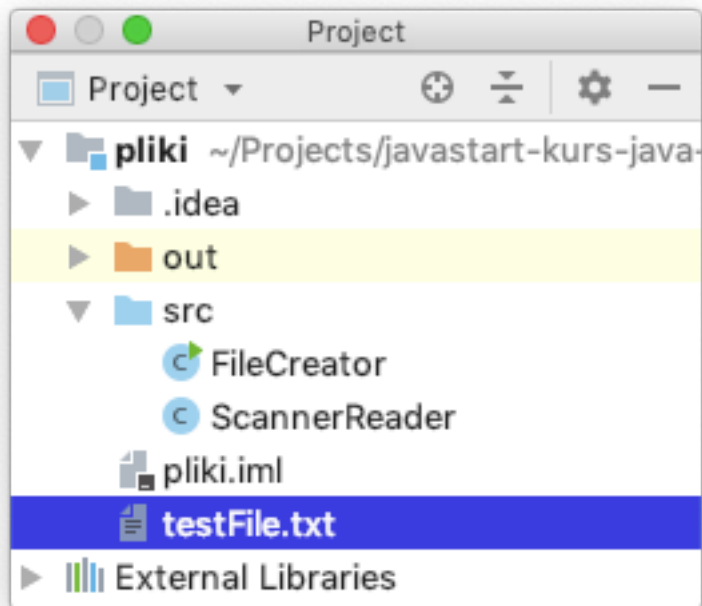 Project
Project
pliki ~/Projects/javastart-kurs-java-
.idea
out
src
FileCreator
ScannerReader
pliki.iml
testFile.txt
External Libraries